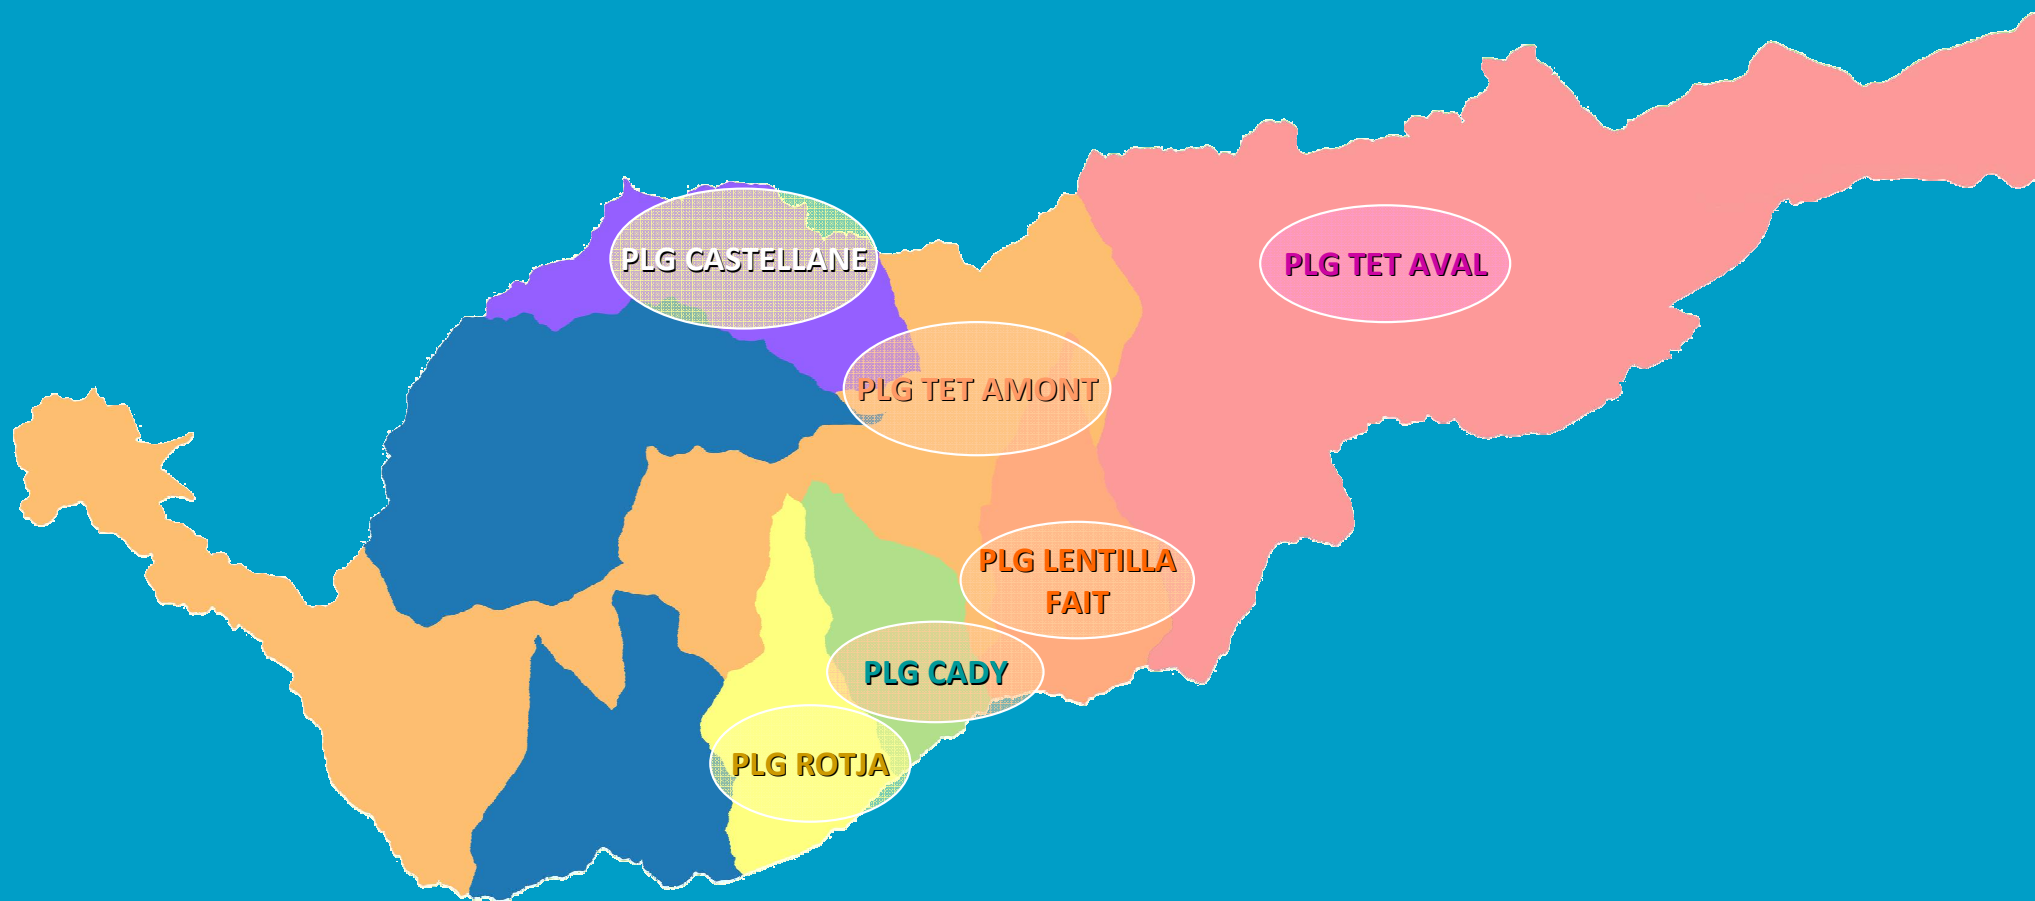 PLG CASTELLANE
PLG TET AVAL
PLG TET AMONT
PLG LENTILLA
FAIT
PLG CADY
PLG ROTJA